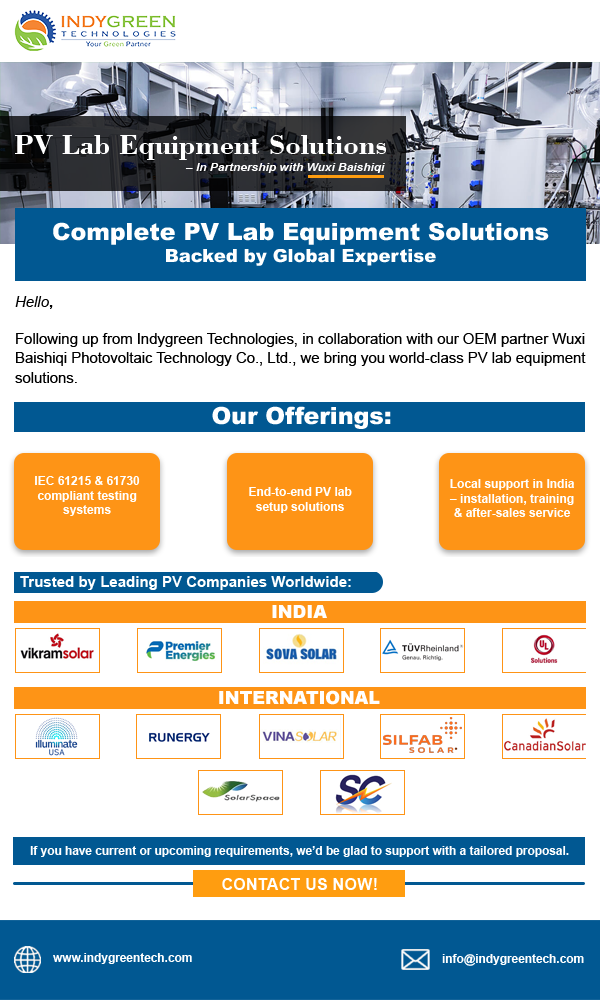 INDYGREEN
TECHNOLOGIES
Your Green Partner
PV Lab Equipment Solutions
– In Partnership with Wuxi Baishiqi
Complete PV Lab Equipment Solutions
Backed by Global Expertise
Hello,
Following up from Indygreen Technologies, in collaboration with our OEM partner Wuxi
Baishiqi Photovoltaic Technology Co., Ltd., we bring you world-class PV lab equipment
solutions.
Our Offerings:
IEC 61215 & 61730
compliant testing
systems
End-to-end PV lab
setup solutions
Local support in India
– installation, training
& after-sales service
Trusted by Leading PV Companies Worldwide:
INDIA
vikramsolar
Premier
Energies
SOVA SOLAR
TÜVRheinland®
Genau. Richtig.
UL
Solutions
INTERNATIONAL
illuminate
USA
RUNERGY
VINA SOLAR
SILFAB
SOLAR
CanadianSolar
SolarSpace
SC
If you have current or upcoming requirements, we’d be glad to support with a tailored proposal.
CONTACT US NOW!
www.indygreentech.com
info@indygreentech.com